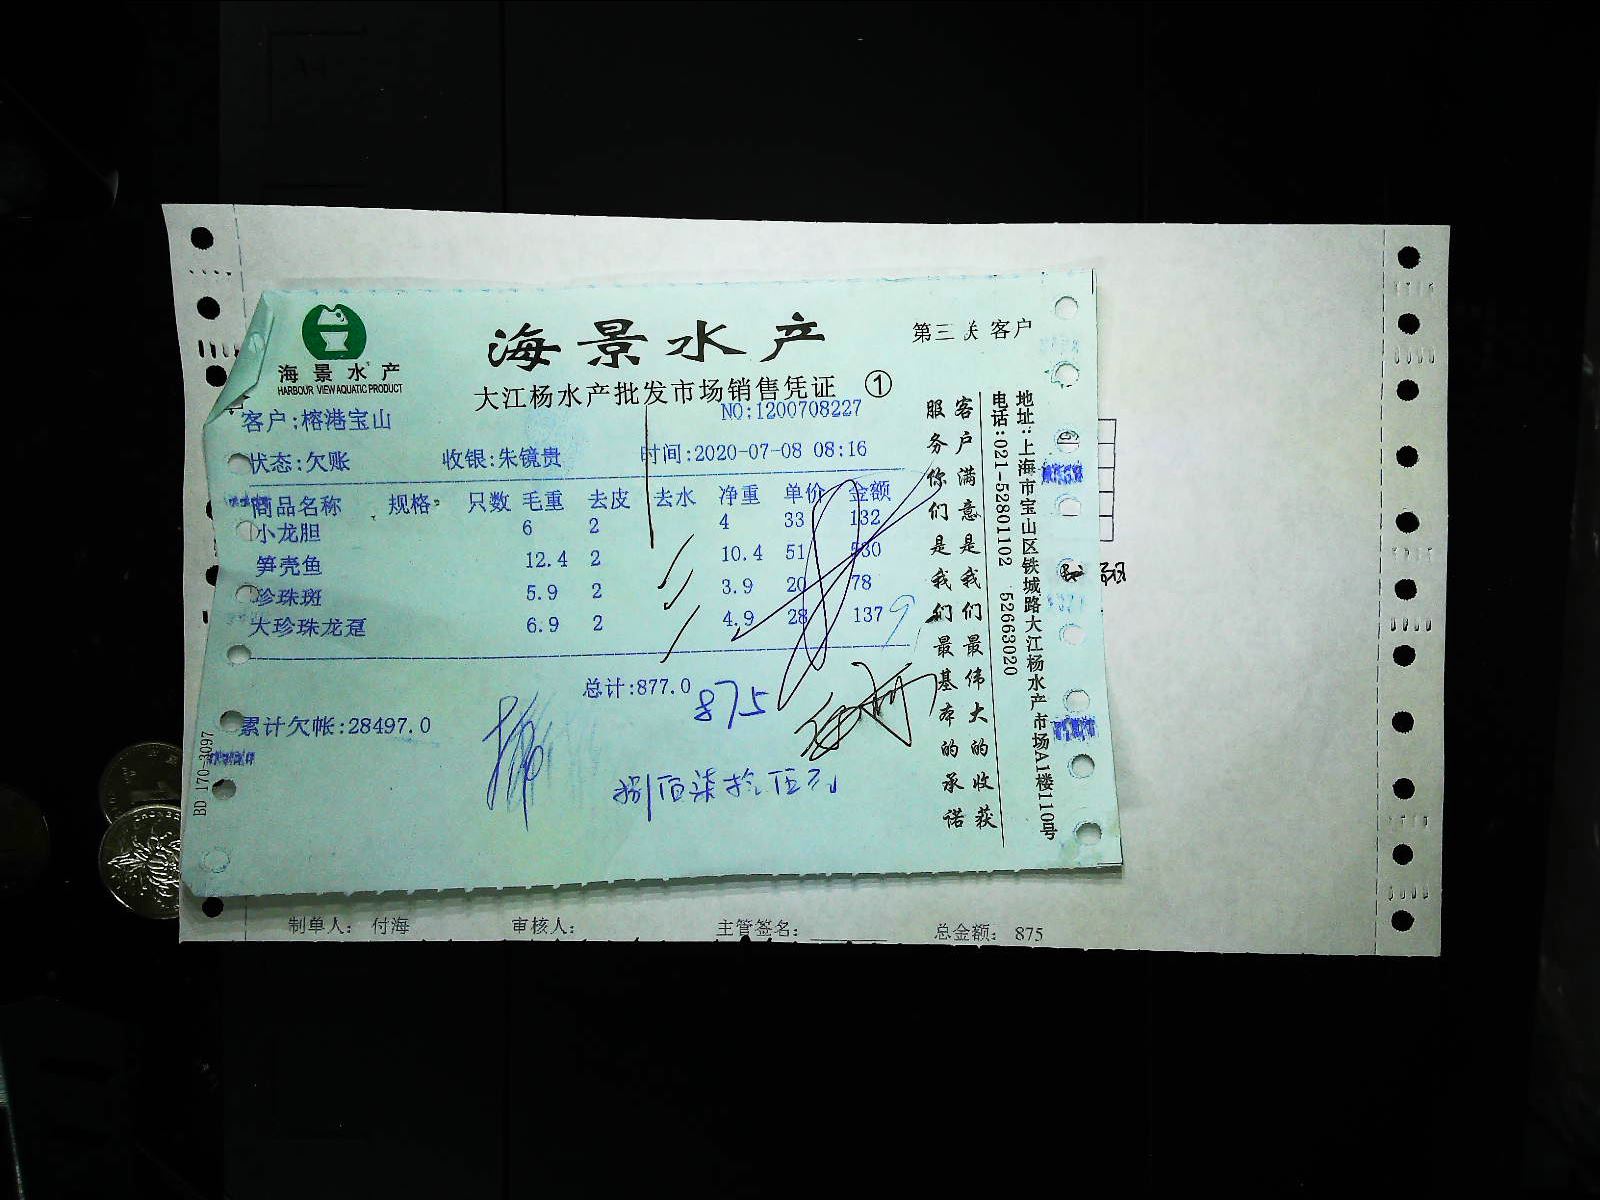 海景水产
HARBOUR VIEW AQUATIC PRODUCT
海景水产
第三 关 客户
大江杨水产批发市场销售凭证 ①
客户:榕港宝山 NO:1200708227
状态:欠账 收银:朱镜贵 时间:2020-07-08 08:16
商品名称 规格 只数 毛重 去皮 去水 净重 单价 金额
小龙胆 6 2 4 33 132
笋壳鱼 12.4 2 10.4 51 530
珍珠斑 5.9 2 3.9 20 78
大珍珠龙趸 6.9 2 4.9 28 137
总计:877.0
875
累计欠帐:28497.0
捌佰柒拾伍元
客户满意是我们最伟大的收获
服务你们是我们最基本的承诺
地址:上海市宝山区铁城路大江杨水产市场A1楼110号
电话:021-52801102 52663020
BD 170-3097
制单人: 付海 审核人: 主管签名: 总金额: 875